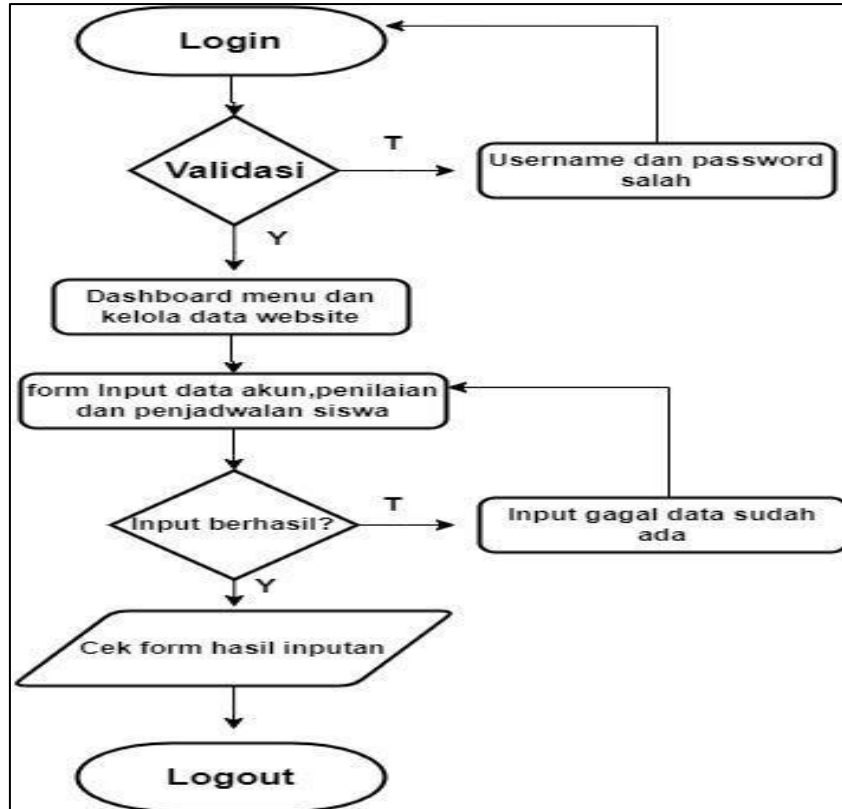 Login
Validasi
T
Username dan password
salah
Y
Dashboard menu dan
kelola data website
form Input data akun,penilaian
dan penjadwalan siswa
Input berhasil?
T
Input gagal data sudah
ada
Y
Cek form hasil inputan
Logout